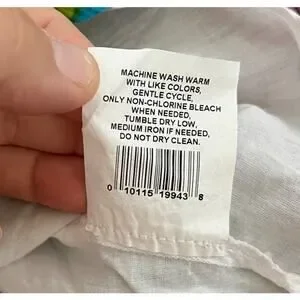 MACHINE WASH WARM
WITH LIKE COLORS,
GENTLE CYCLE,
ONLY NON-CHLORINE BLEACH
WHEN NEEDED,
TUMBLE DRY LOW,
MEDIUM IRON IF NEEDED,
DO NOT DRY CLEAN.
0 10115 19943 8